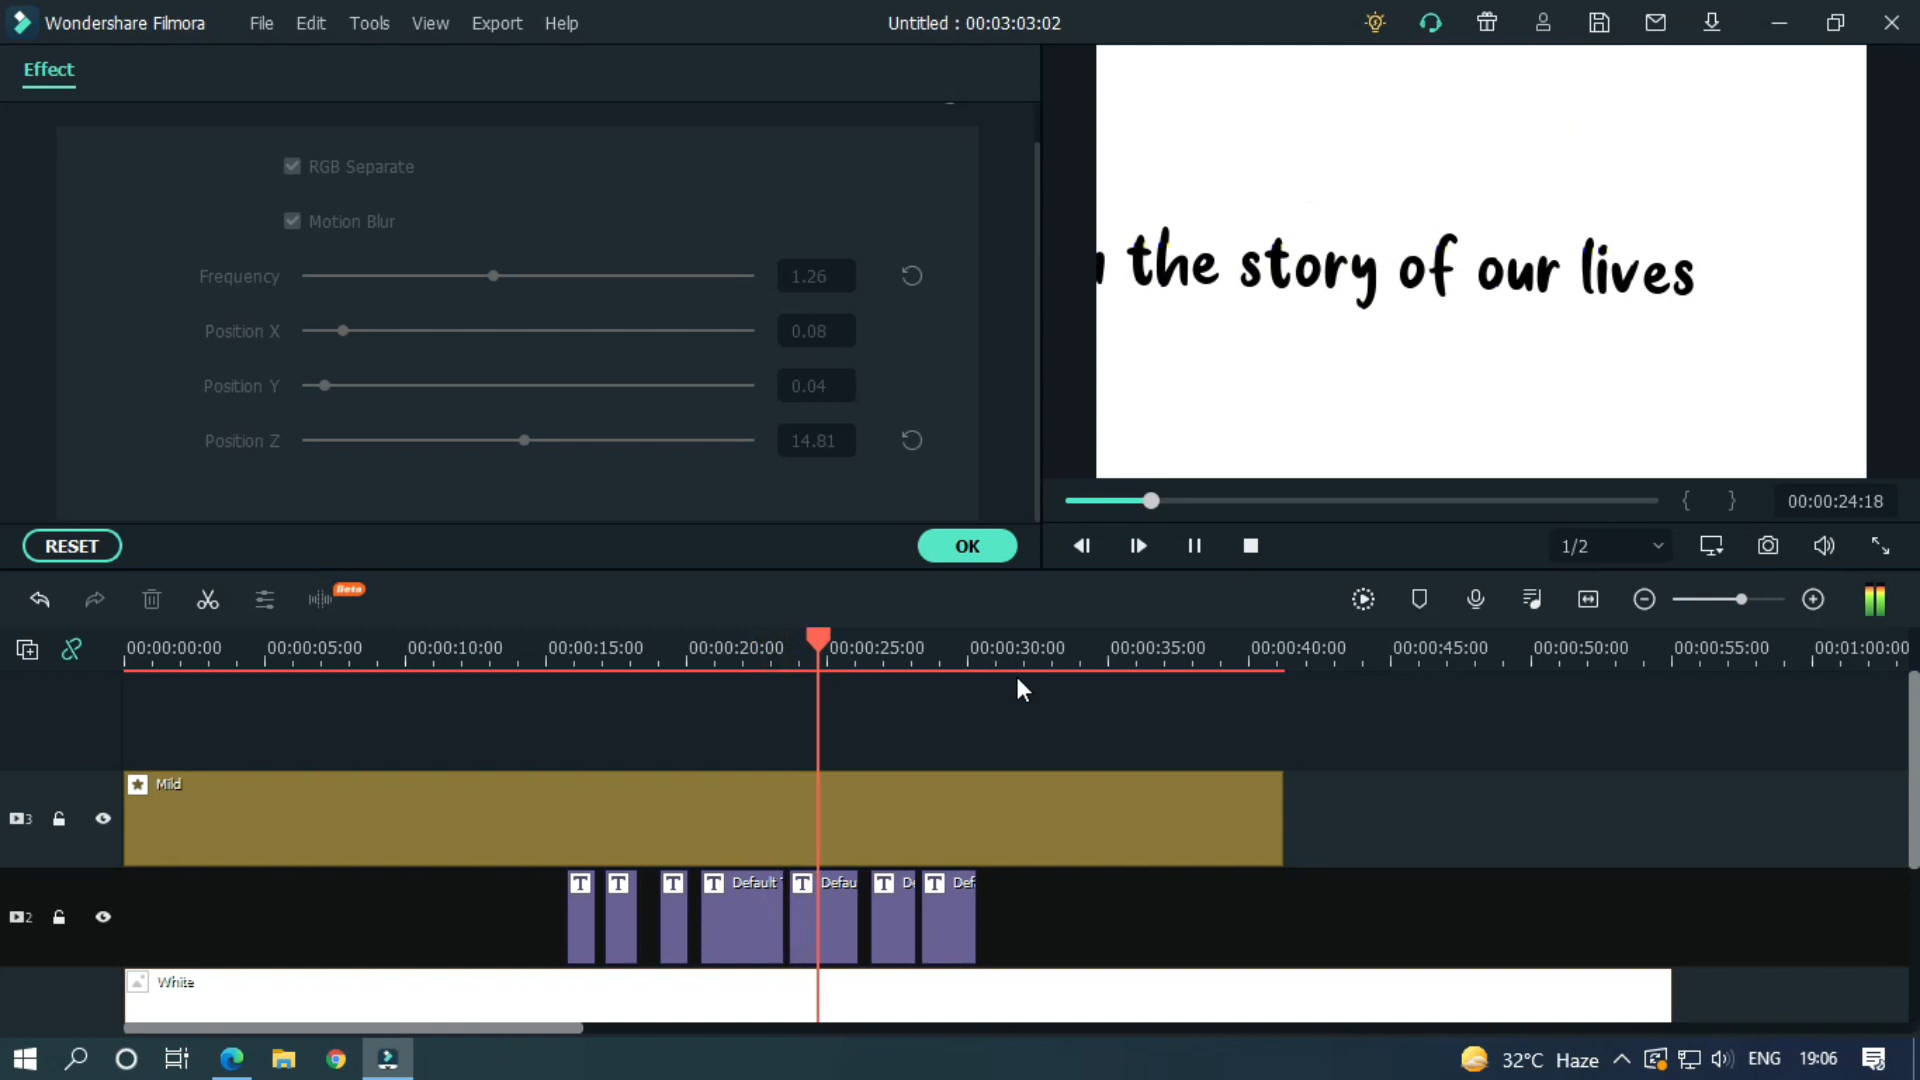 Wondershare Filmora File Edit Tools View Export Help Untitled : 00:03:03:02
Effect
RGB Separate
Motion Blur
Frequency 1.26
Position X 0.08
Position Y 0.04
Position Z 14.81
the story of our lives
{ } 00:00:24:18
RESET OK 1/2
Beta
00:00:00:00 00:00:05:00 00:00:10:00 00:00:15:00 00:00:20:00 00:00:25:00 00:00:30:00 00:00:35:00 00:00:40:00 00:00:45:00 00:00:50:00 00:00:55:00 00:01:00:00
Mild
3
T T T T Default T Defau T De T Def
2
White
32°C Haze ENG 19:06